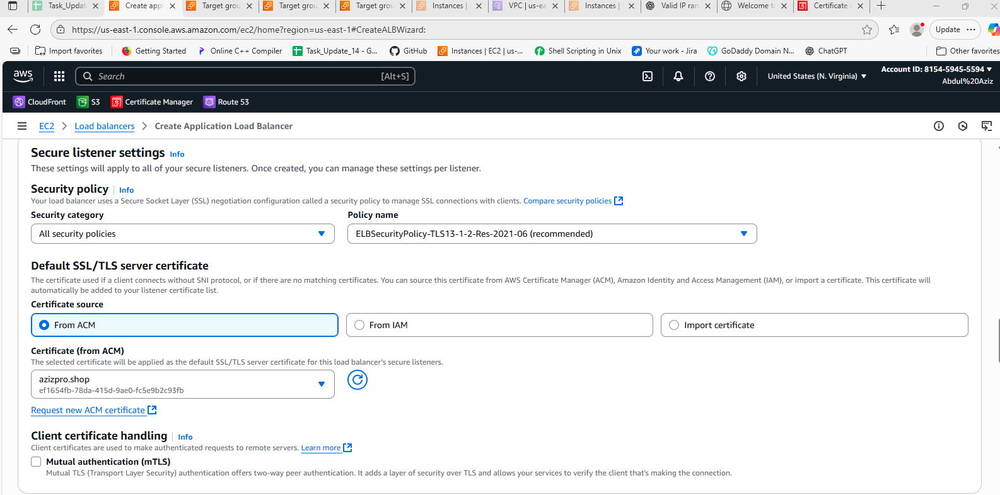 Task_Updat
Create appl
Target grou
Target grou
Target grou
Instances |
VPC | us-ea
Instances |
Valid IP ran
Welcome to
Certificate
https://us-east-1.console.aws.amazon.com/ec2/home?region=us-east-1#CreateALBWizard:
Update
Import favorites
Getting Started
Online C++ Compiler
Task_Update_14 - G...
GitHub
Instances | EC2 | us-...
Shell Scripting in Unix
Your work - Jira
GoDaddy Domain N...
ChatGPT
Other favorites
aws
Search
[Alt+S]
United States (N. Virginia)
Account ID: 8154-5945-5594
Abdul%20Aziz
CloudFront
S3
Certificate Manager
Route 53
EC2
Load balancers
Create Application Load Balancer
Secure listener settings Info
These settings will apply to all of your secure listeners. Once created, you can manage these settings per listener.
Security policy Info
Your load balancer uses a Secure Socket Layer (SSL) negotiation configuration called a security policy to manage SSL connections with clients. Compare security policies
Security category
Policy name
All security policies
ELBSecurityPolicy-TLS13-1-2-Res-2021-06 (recommended)
Default SSL/TLS server certificate
The certificate used if a client connects without SNI protocol, or if there are no matching certificates. You can source this certificate from AWS Certificate Manager (ACM), Amazon Identity and Access Management (IAM), or import a certificate. This certificate will
automatically be added to your listener certificate list.
Certificate source
From ACM
From IAM
Import certificate
Certificate (from ACM)
The selected certificate will be applied as the default SSL/TLS server certificate for this load balancer's secure listeners.
azizpro.shop
ef1654fb-78da-415d-9ae0-fc5e9b2c93fb
Request new ACM certificate
Client certificate handling Info
Client certificates are used to make authenticated requests to remote servers. Learn more
Mutual authentication (mTLS)
Mutual TLS (Transport Layer Security) authentication offers two-way peer authentication. It adds a layer of security over TLS and allows your services to verify the client that's making the connection.